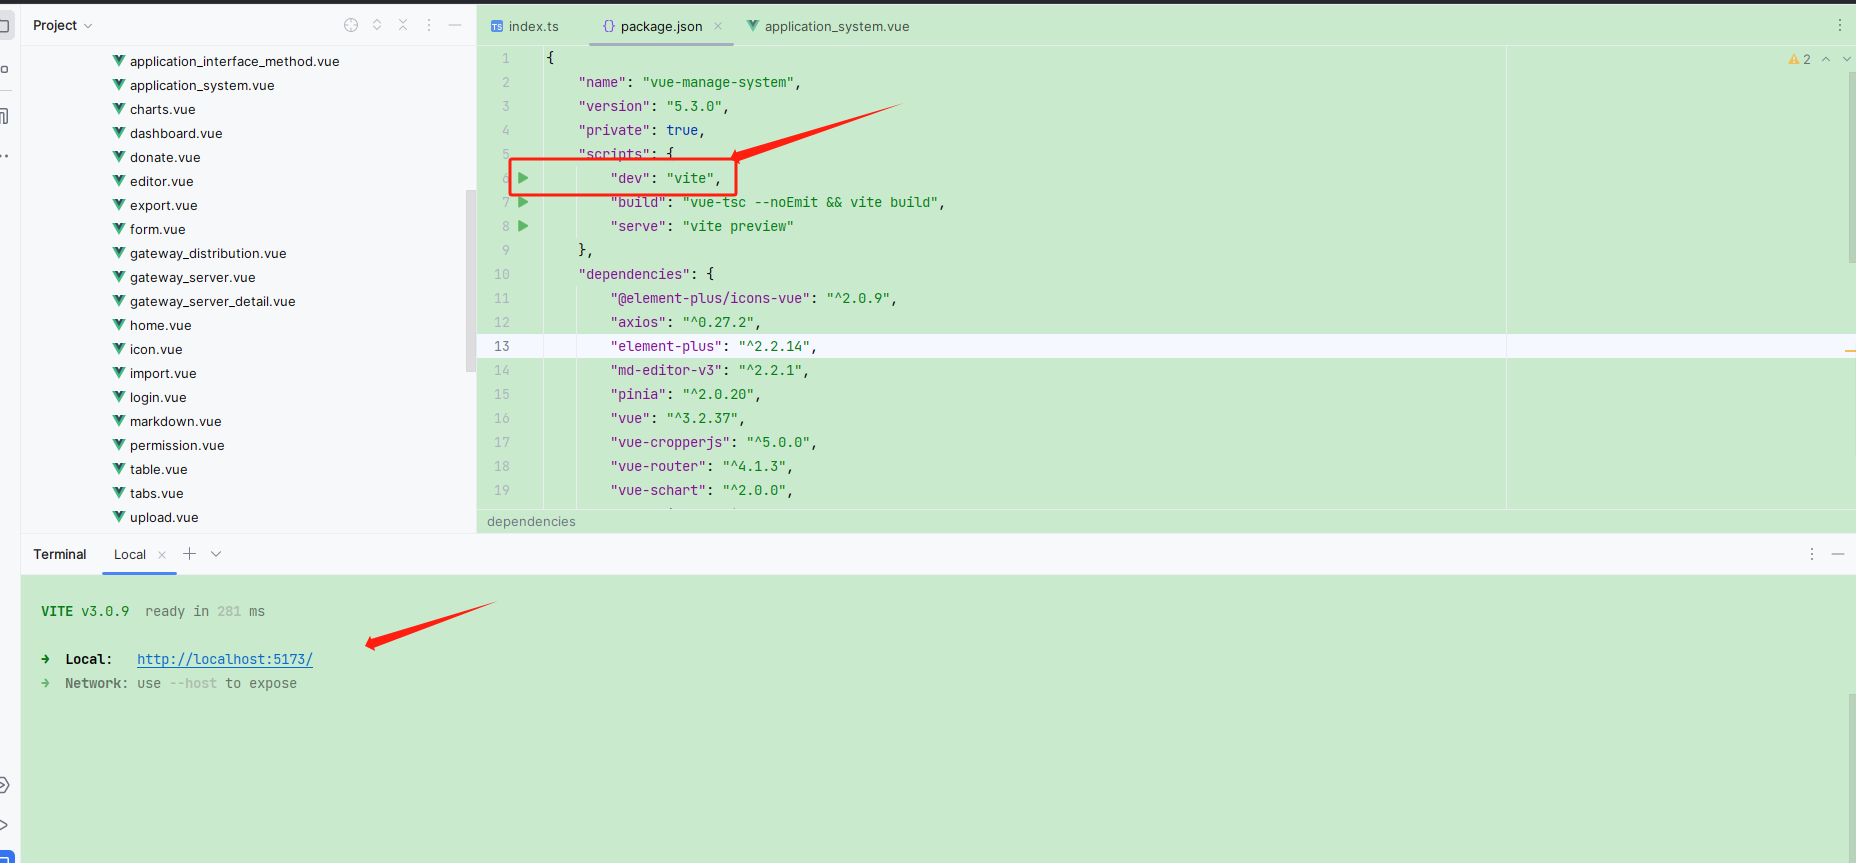 Project
application_interface_method.vue
application_system.vue
charts.vue
dashboard.vue
donate.vue
editor.vue
export.vue
form.vue
gateway_distribution.vue
gateway_server.vue
gateway_server_detail.vue
home.vue
icon.vue
import.vue
login.vue
markdown.vue
permission.vue
table.vue
tabs.vue
upload.vue
TS index.ts {} package.json × application_system.vue
2
1 {
2 "name": "vue-manage-system",
3 "version": "5.3.0",
4 "private": true,
5 "scripts": {
6 "dev": "vite",
7 "build": "vue-tsc --noEmit && vite build",
8 "serve": "vite preview"
9 },
10 "dependencies": {
11 "@element-plus/icons-vue": "^2.0.9",
12 "axios": "^0.27.2",
13 "element-plus": "^2.2.14",
14 "md-editor-v3": "^2.2.1",
15 "pinia": "^2.0.20",
16 "vue": "^3.2.37",
17 "vue-cropperjs": "^5.0.0",
18 "vue-router": "^4.1.3",
19 "vue-schart": "^2.0.0",
dependencies
Terminal Local × +
VITE v3.0.9 ready in 281 ms
➜ Local: http://localhost:5173/
➜ Network: use --host to expose